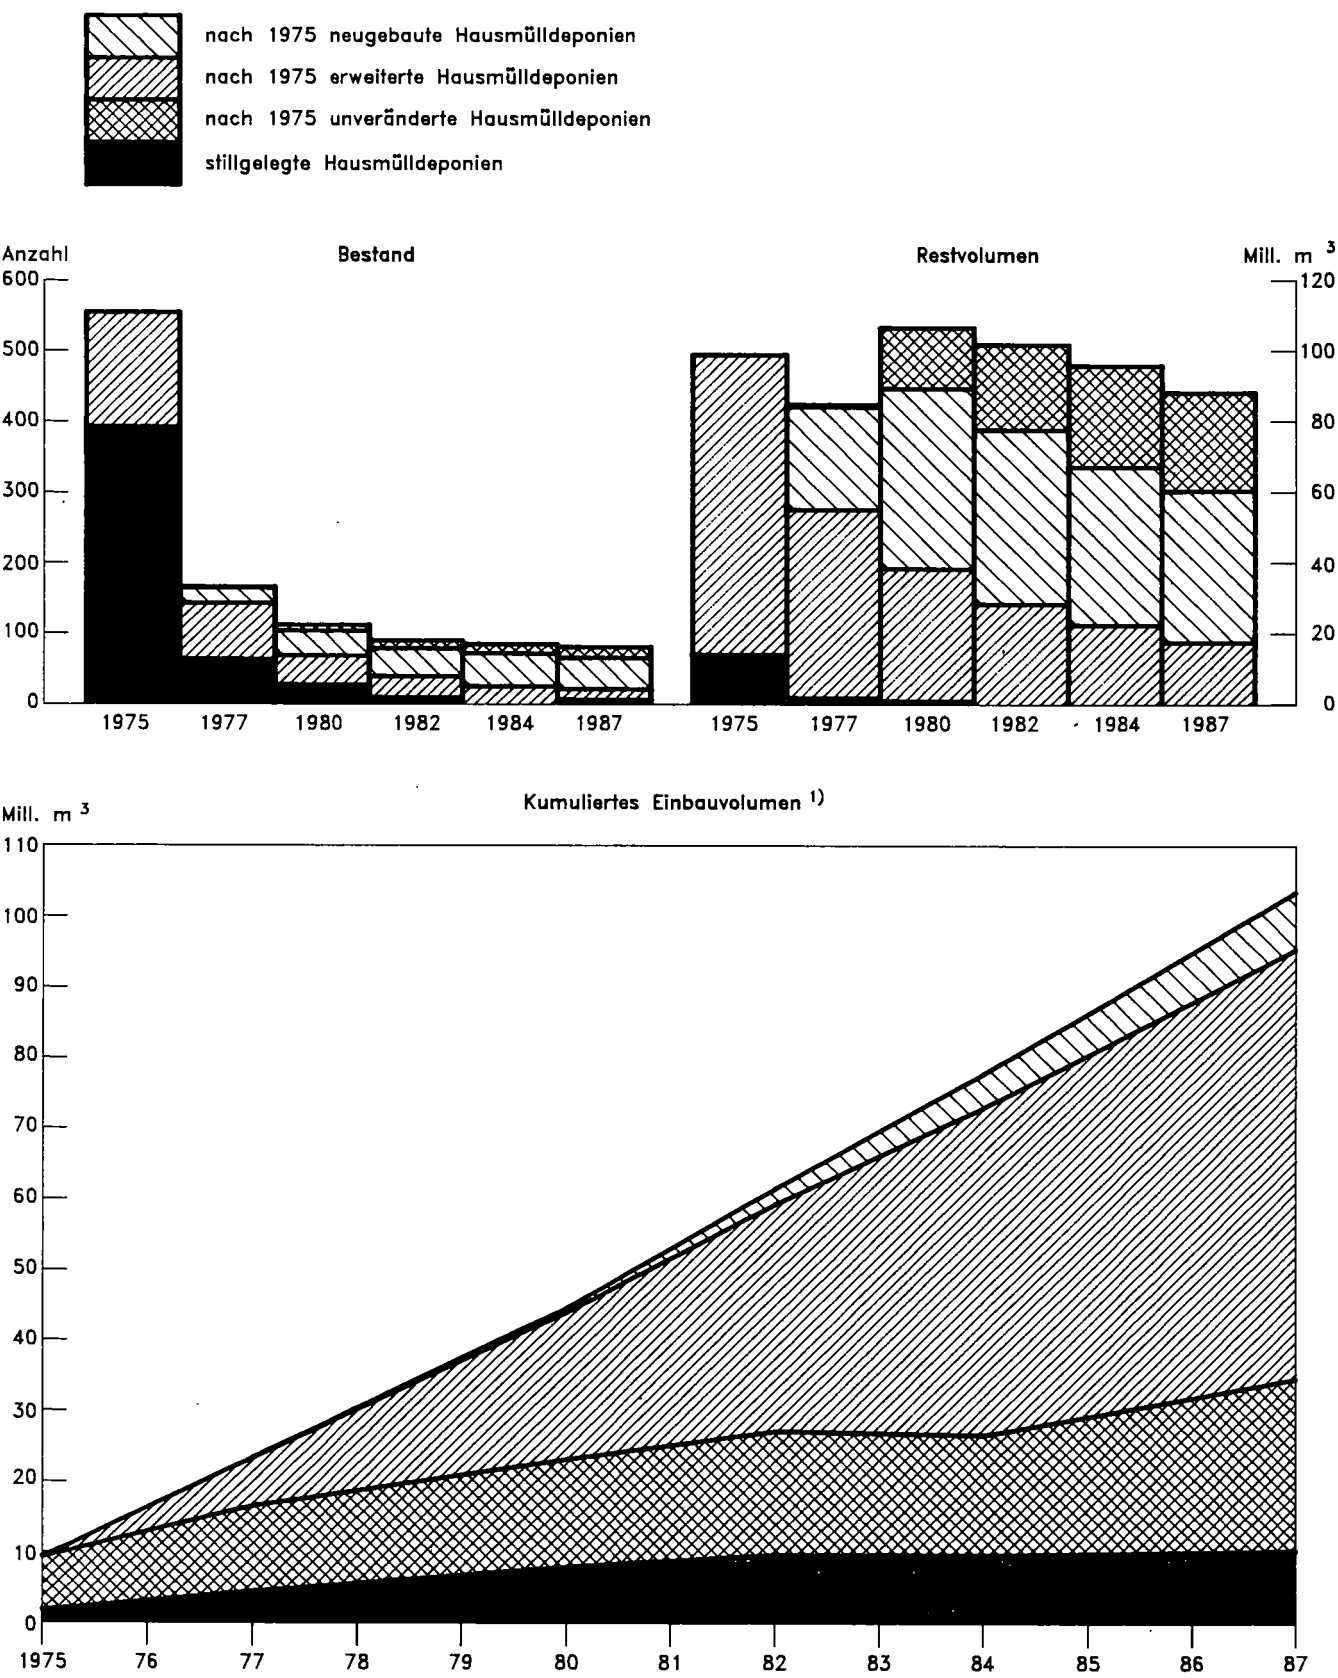 nach 1975 neugebaute Hausmülldeponien
nach 1975 erweiterte Hausmülldeponien
nach 1975 unveränderte Hausmülldeponien
stillgelegte Hausmülldeponien
Anzahl
Bestand
600
500
400
300
200
100
0
1975 1977 1980 1982 1984 1987
Restvolumen
Mill. m 3
120
100
80
60
40
20
0
1975 1977 1980 1982 1984 1987
Mill. m 3
Kumuliertes Einbauvolumen 1)
110
100
90
80
70
60
50
40
30
20
10
0
1975 76 77 78 79 80 81 82 83 84 85 86 87